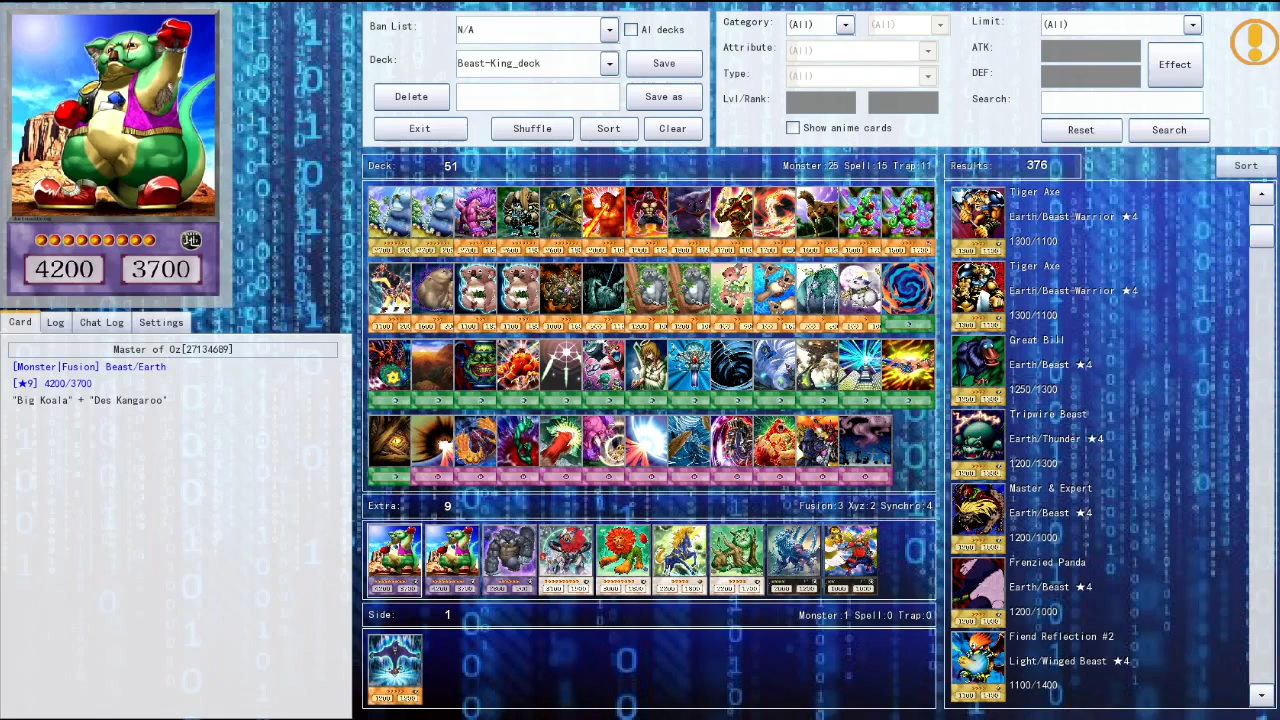 4200 3700
Card Log Chat Log Settings
Master of Oz[27134689]
[Monster|Fusion] Beast/Earth
[★9] 4200/3700
"Big Koala" + "Des Kangaroo"
Ban List: N/A AI decks
Deck: Beast-King_deck Save
Delete Save as
Exit Shuffle Sort Clear
Category: (All) (All)
Attribute: (All)
Type: (All)
Lvl/Rank:
Show anime cards
Limit: (All)
ATK:
DEF:
Effect
Search:
Reset Search
Deck: 51 Monster:25 Spell:15 Trap:11
Extra: 9 Fusion:3 Xyz:2 Synchro:4
Side: 1 Monster:1 Spell:0 Trap:0
Results: 376 Sort
Tiger Axe
Earth/Beast-Warrior ★4
1300/1100
Tiger Axe
Earth/Beast-Warrior ★4
1300/1100
Great Bill
Earth/Beast ★4
1250/1300
Tripwire Beast
Earth/Thunder ★4
1200/1300
Master & Expert
Earth/Beast ★4
1200/1000
Frenzied Panda
Earth/Beast ★4
1200/1000
Fiend Reflection #2
Light/Winged Beast ★4
1100/1400